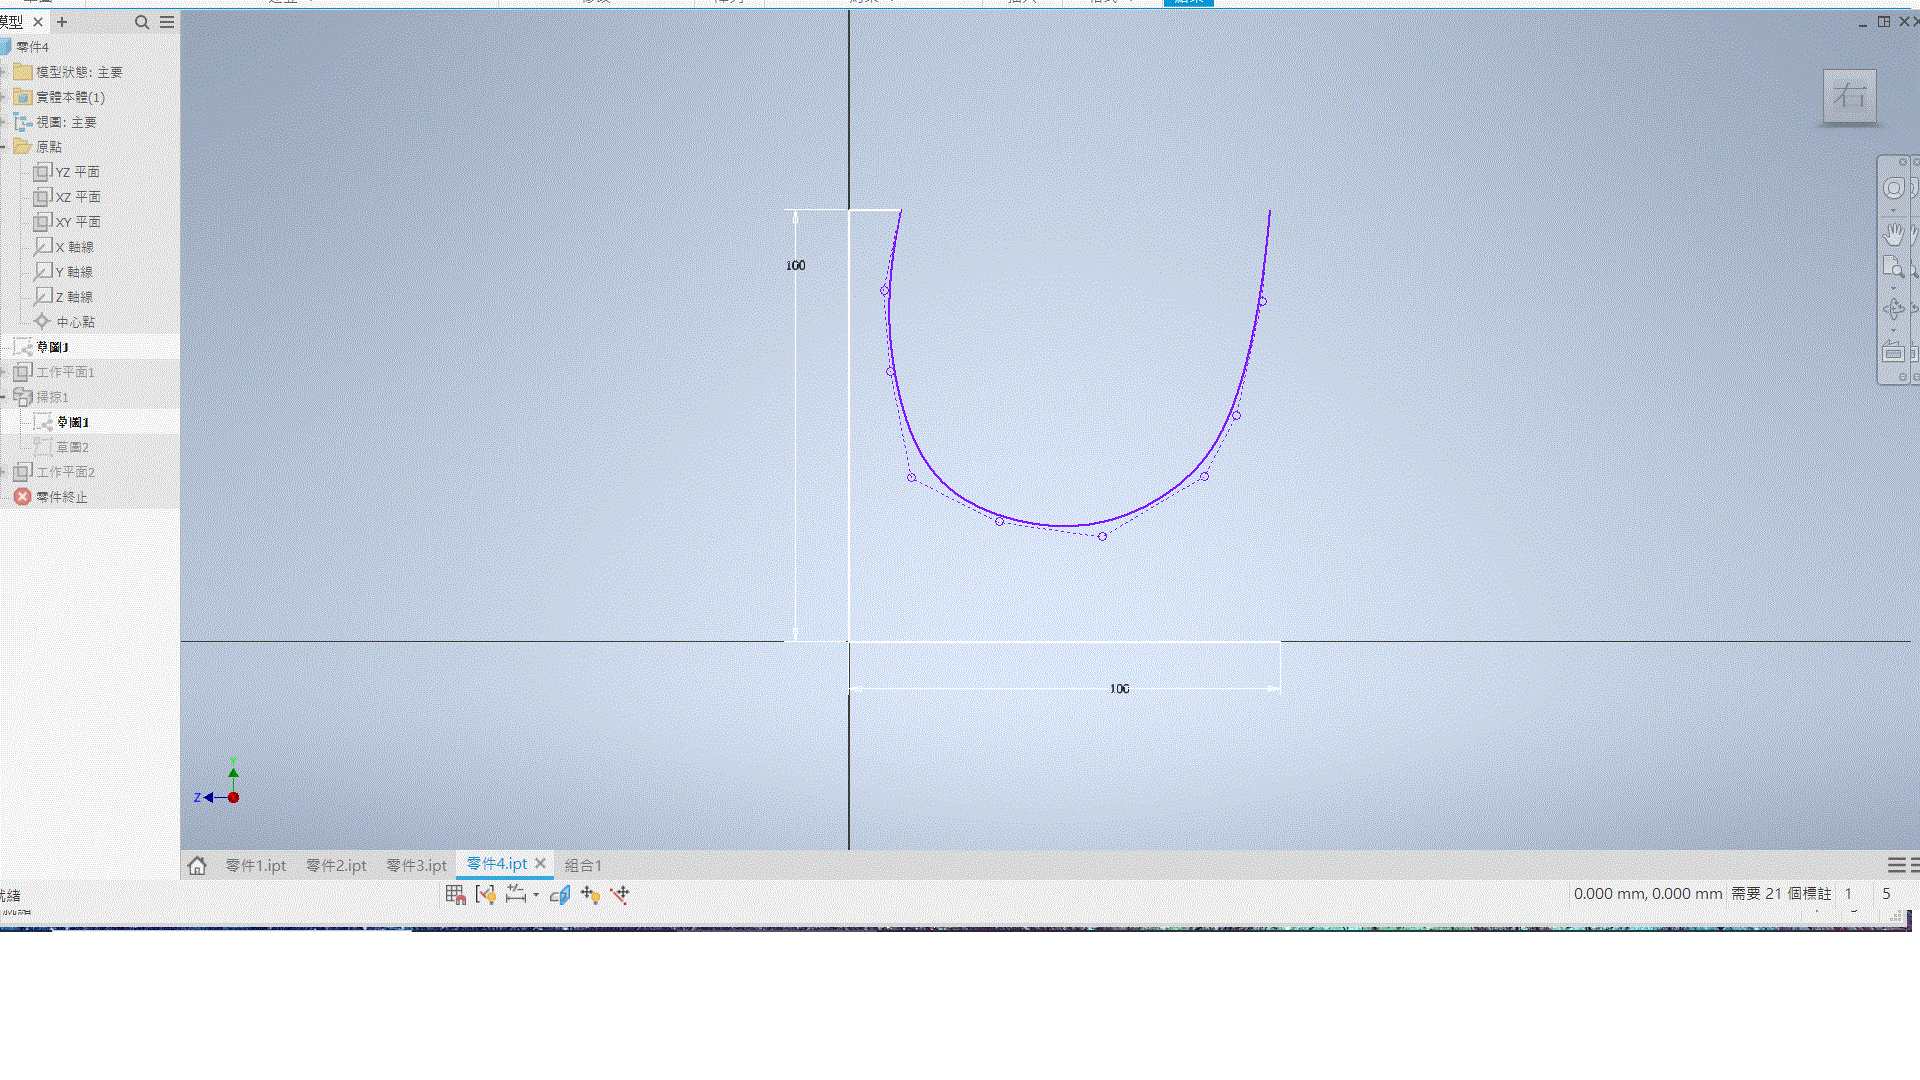 模型
零件4
模型狀態: 主要
實體本體(1)
視圖: 主要
原點
YZ 平面
XZ 平面
XY 平面
X 軸線
Y 軸線
Z 軸線
中心點
草圖1
工作平面1
掃掠1
草圖1
草圖2
工作平面2
零件終止
右
100
100
Y
Z
零件1.ipt
零件2.ipt
零件3.ipt
零件4.ipt
組合1
就緒
0.000 mm, 0.000 mm
需要 21 個標註
1
5